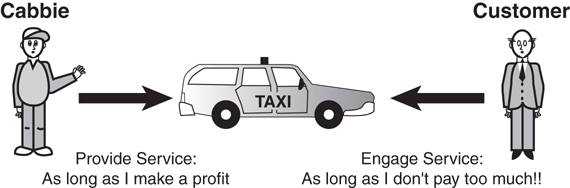 Cabbie
Customer
TAXI
Provide Service:
As long as I make a profit
Engage Service:
As long as I don't pay too much!!